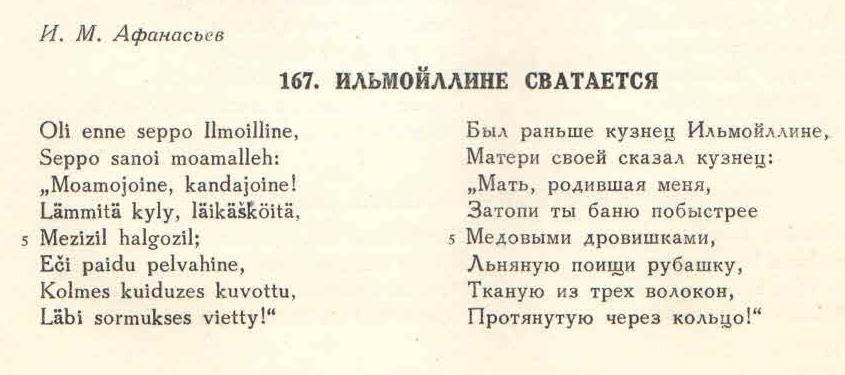 И. М. Афанасьев
167. ИЛЬМОЙЛЛИНЕ СВАТАЕТСЯ
Oli enne seppo Ilmoilline,
Seppo sanoi moamalleh:
„Moamojoine, kandajoine!
Lämmitä kyly, läikäšköitä,
5 Mezizil halgozil;
Eči paidu pelvahine,
Kolmes kuiduzes kuvottu,
Läbi sormukses vietty!“
Был раньше кузнец Ильмойллине,
Матери своей сказал кузнец:
„Мать, родившая меня,
Затопи ты баню побыстрее
5 Медовыми дровишками,
Льняную поищи рубашку,
Тканую из трех волокон,
Протянутую через кольцо!“